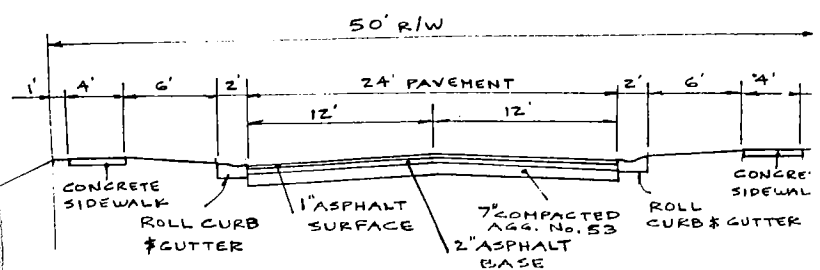 50' R/W
1' 4' 6' 2' 24' PAVEMENT 2' 6' 4'
12' 12'
CONCRETE
SIDEWALK
ROLL CURB
& GUTTER
1" ASPHALT
SURFACE
7" COMPACTED
AGG. No. 53
2" ASPHALT
BASE
ROLL
CURB & GUTTER
CONCRE
SIDEWAL